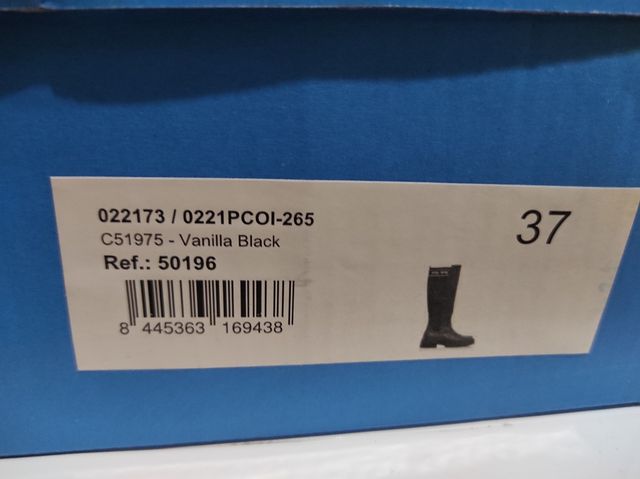 022173 / 0221PCOI-265
37
C51975 - Vanilla Black
Ref.: 50196
8 445363 169438